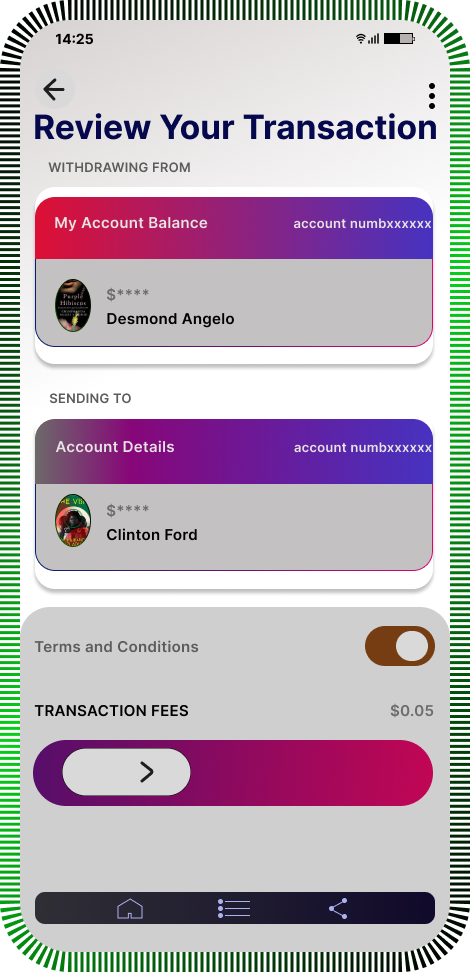 14:25
Review Your Transaction
WITHDRAWING FROM
My Account Balance account numbxxxxxx
Purple
Hibiscus
$****
Desmond Angelo
SENDING TO
Account Details account numbxxxxxx
$****
Clinton Ford
Terms and Conditions
TRANSACTION FEES $0.05